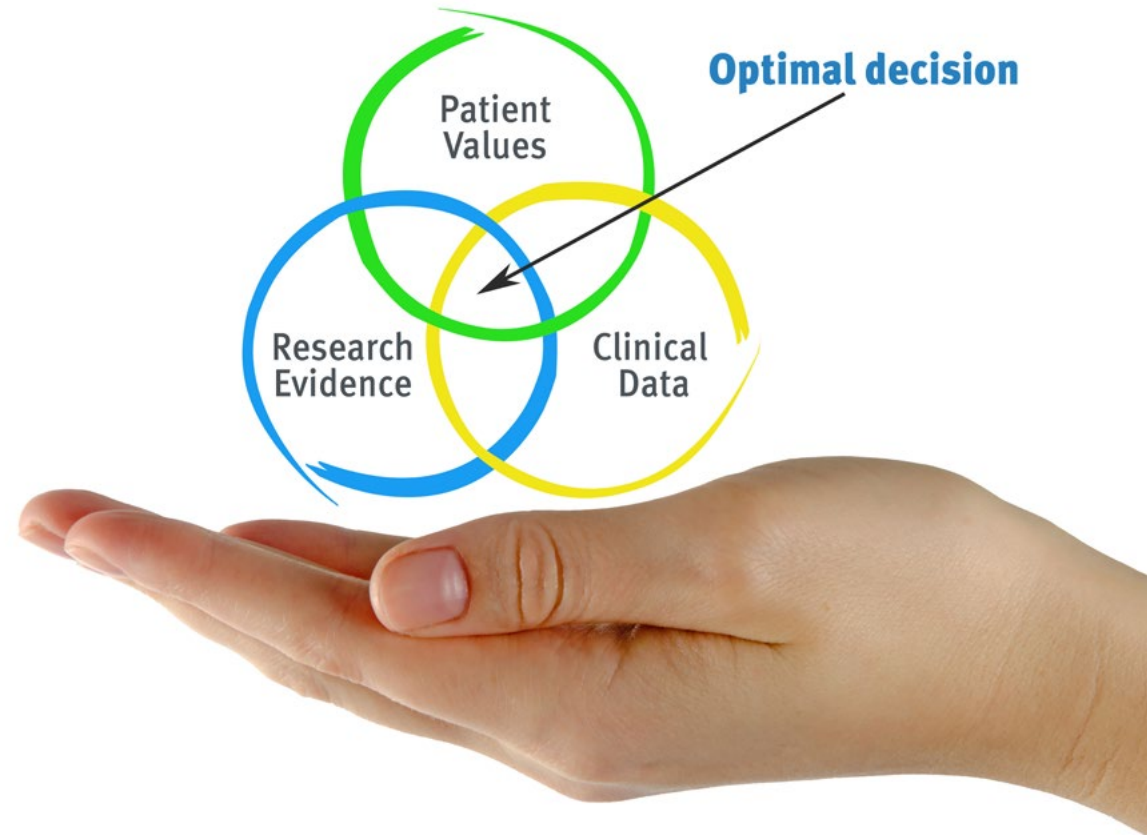 Optimal decision
Patient
Values
Research
Evidence
Clinical
Data